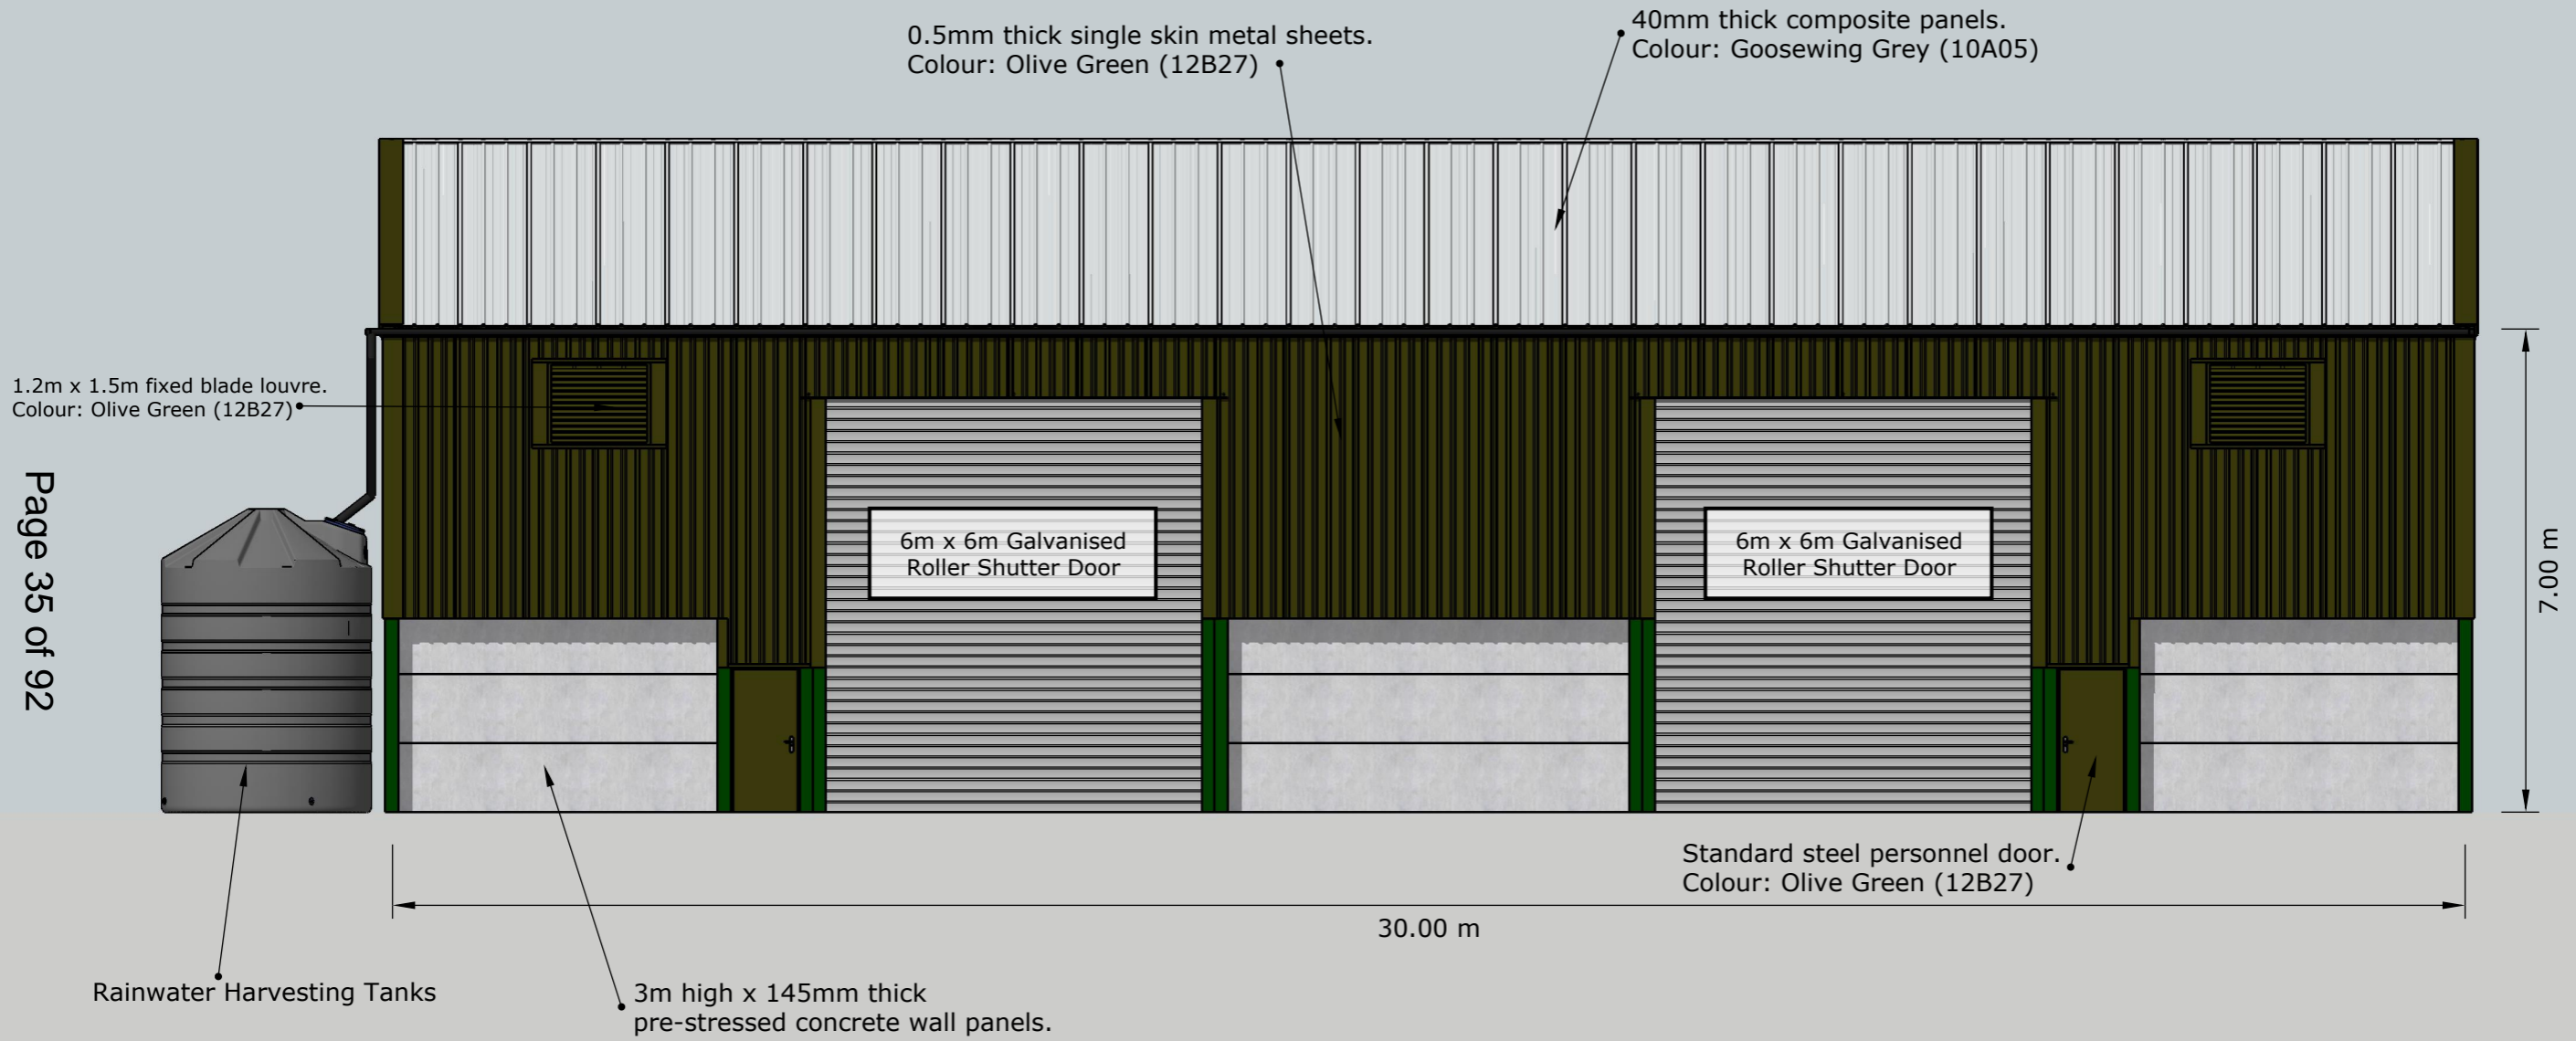 0.5mm thick single skin metal sheets.
Colour: Olive Green (12B27)
40mm thick composite panels.
Colour: Goosewing Grey (10A05)
1.2m x 1.5m fixed blade louvre.
Colour: Olive Green (12B27)
Page 35 of 92
6m x 6m Galvanised
Roller Shutter Door
6m x 6m Galvanised
Roller Shutter Door
7.00 m
Standard steel personnel door.
Colour: Olive Green (12B27)
30.00 m
Rainwater Harvesting Tanks
3m high x 145mm thick
pre-stressed concrete wall panels.